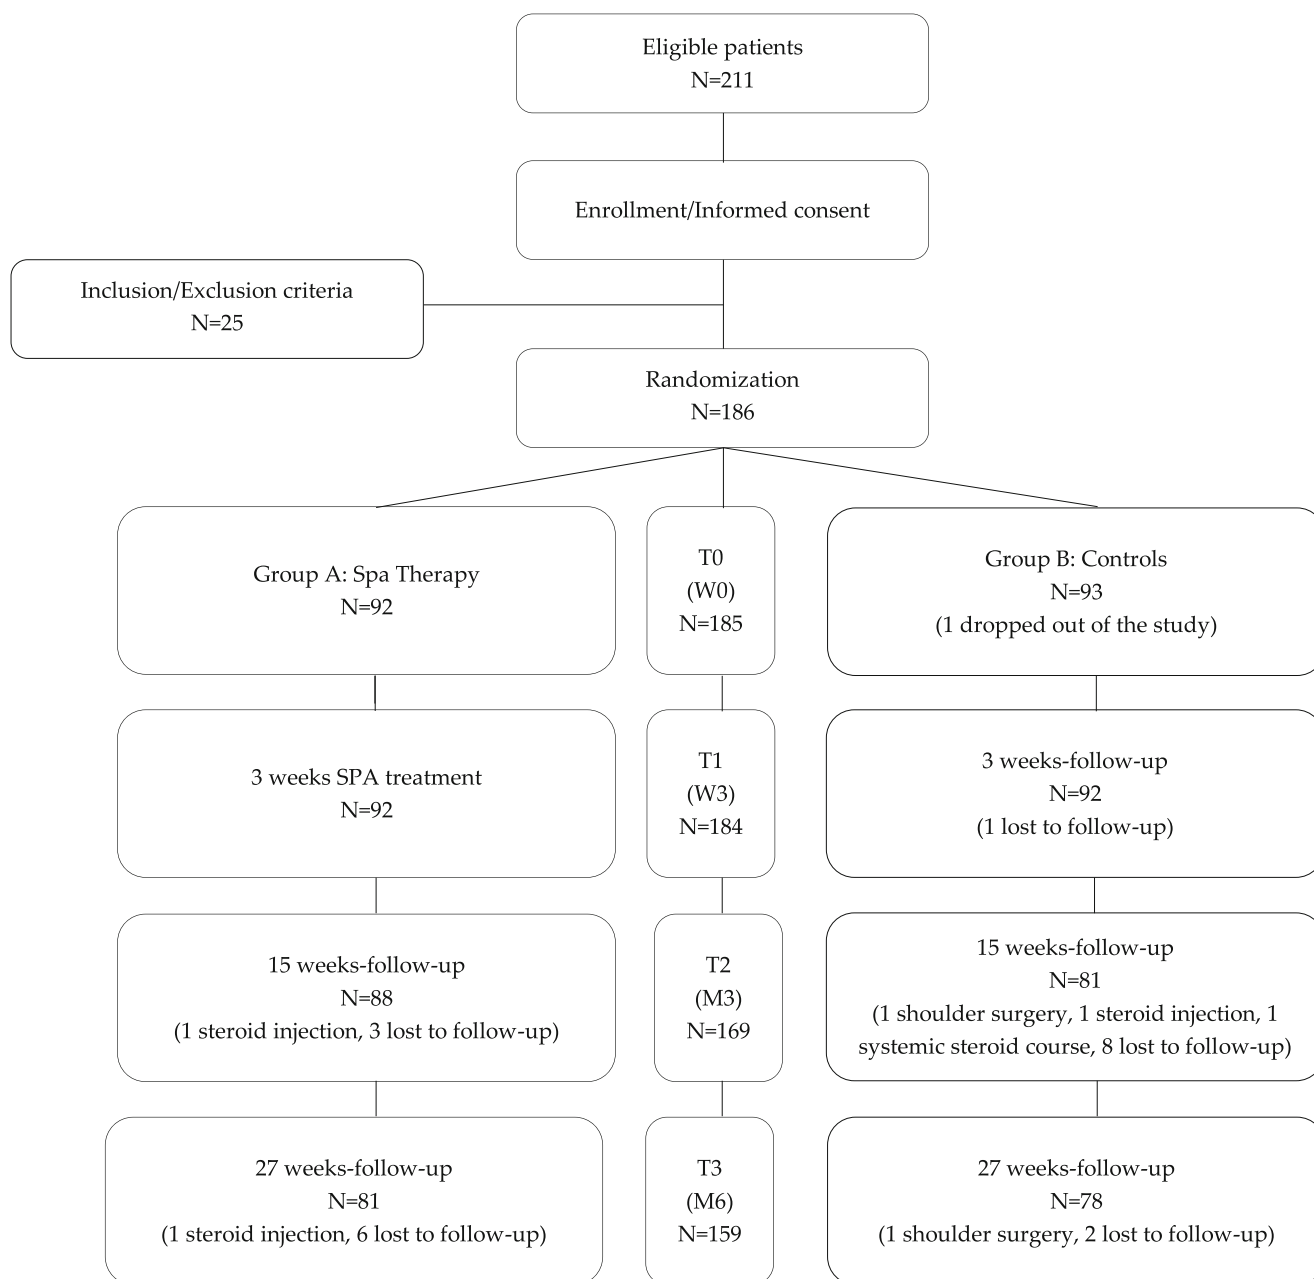 Eligible patients
N=211
Enrollment/Informed consent
Inclusion/Exclusion criteria
N=25
Randomization
N=186
Group A: Spa Therapy
N=92
T0
(W0)
N=185
Group B: Controls
N=93
(1 dropped out of the study)
3 weeks SPA treatment
N=92
T1
(W3)
N=184
3 weeks-follow-up
N=92
(1 lost to follow-up)
15 weeks-follow-up
N=88
(1 steroid injection, 3 lost to follow-up)
T2
(M3)
N=169
15 weeks-follow-up
N=81
(1 shoulder surgery, 1 steroid injection, 1
systemic steroid course, 8 lost to follow-up)
27 weeks-follow-up
N=81
(1 steroid injection, 6 lost to follow-up)
T3
(M6)
N=159
27 weeks-follow-up
N=78
(1 shoulder surgery, 2 lost to follow-up)